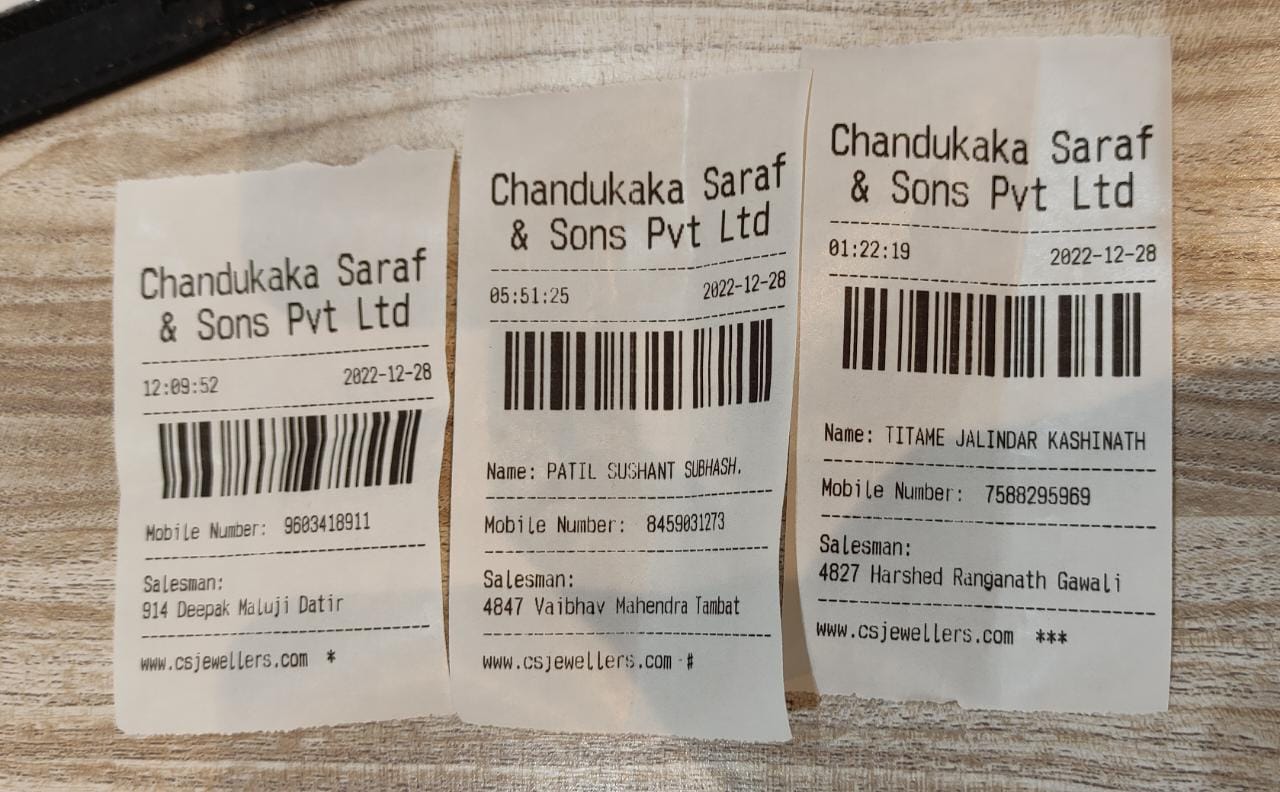 Chandukaka Saraf
& Sons Pvt Ltd
12:09:52 2022-12-28
Mobile Number: 9603418911
Salesman:
914 Deepak Maluji Datir
www.csjewellers.com *
Chandukaka Saraf
& Sons Pvt Ltd
05:51:25 2022-12-28
Name: PATIL SUSHANT SUBHASH.
Mobile Number: 8459031273
Salesman:
4847 Vaibhav Mahendra Tambat
www.csjewellers.com #
Chandukaka Saraf
& Sons Pvt Ltd
01:22:19 2022-12-28
Name: TITAME JALINDAR KASHINATH
Mobile Number: 7588295969
Salesman:
4827 Harshed Ranganath Gawali
www.csjewellers.com ***